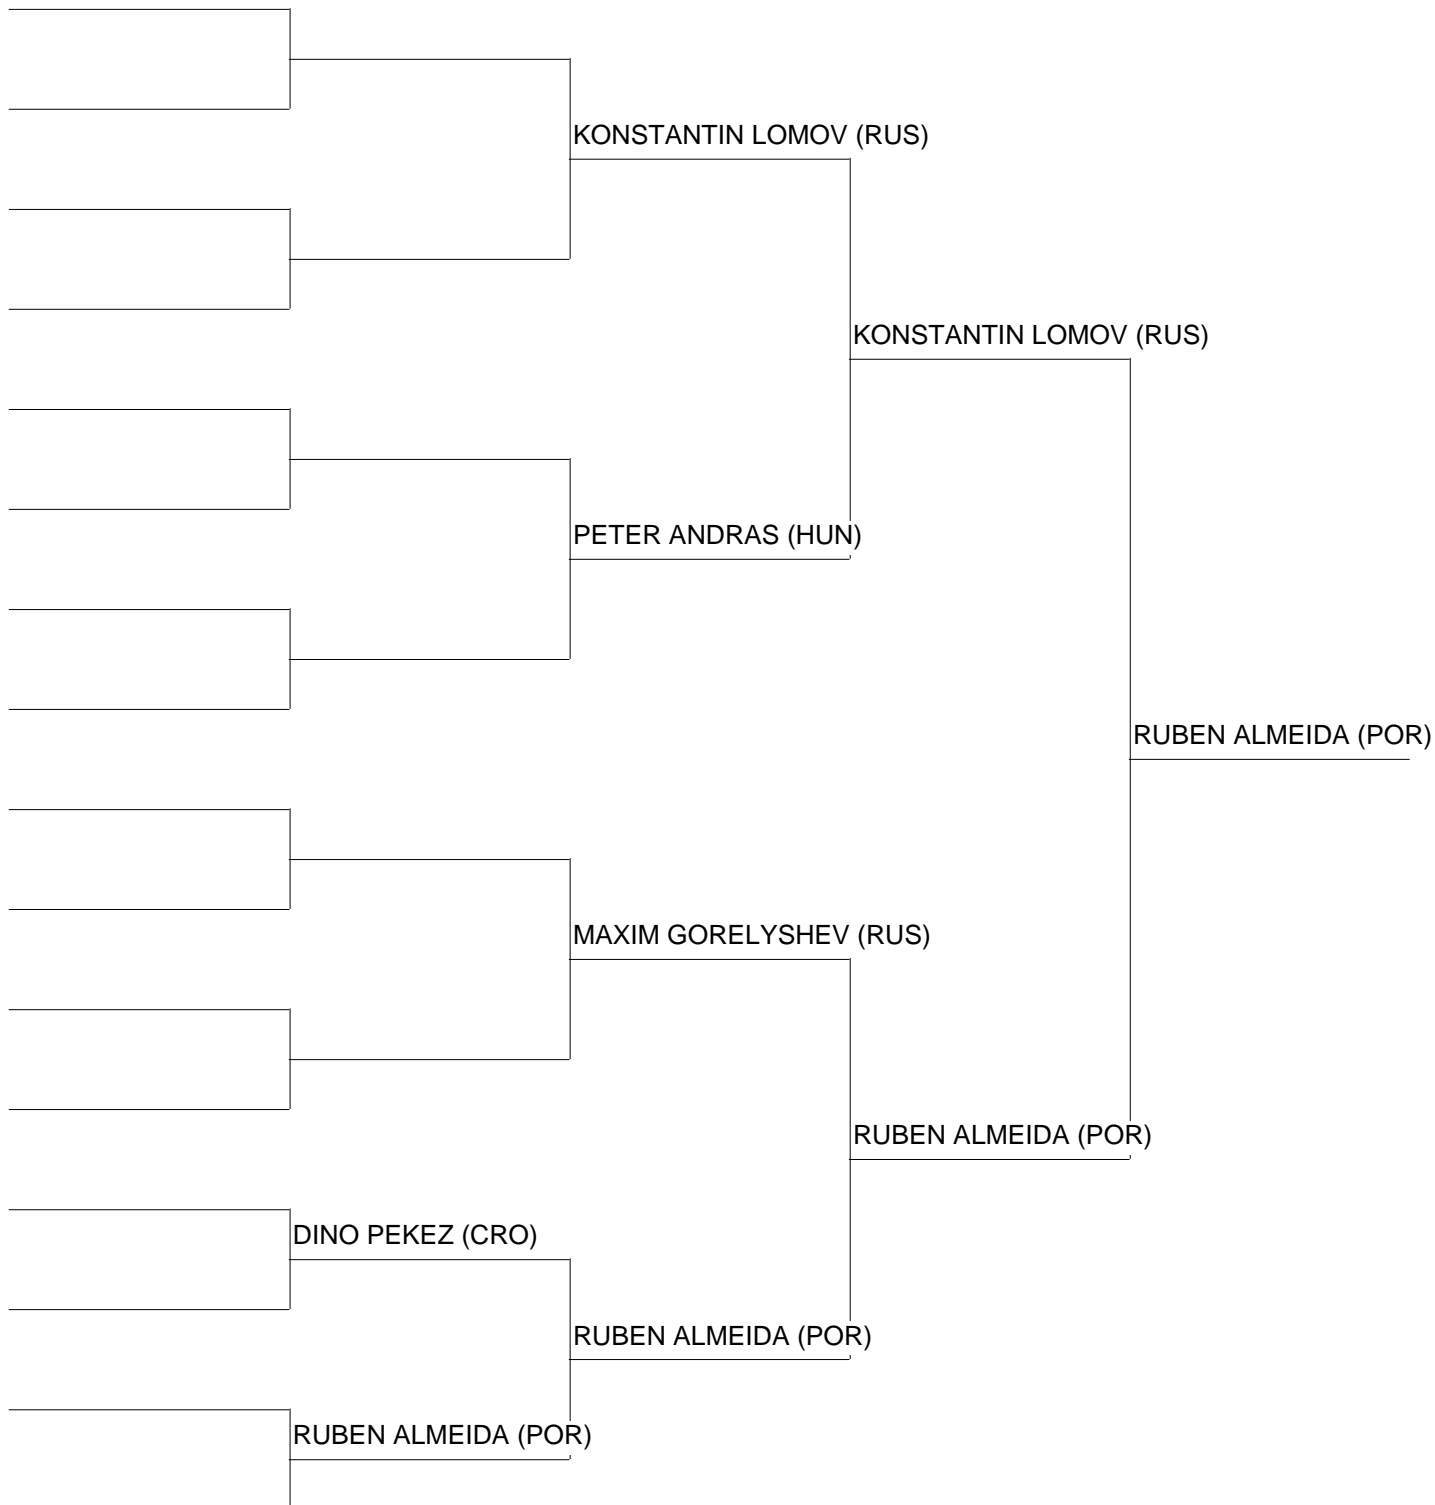 KONSTANTIN LOMOV (RUS)
KONSTANTIN LOMOV (RUS)
PETER ANDRAS (HUN)
RUBEN ALMEIDA (POR)
MAXIM GORELYSHEV (RUS)
RUBEN ALMEIDA (POR)
DINO PEKEZ (CRO)
RUBEN ALMEIDA (POR)
RUBEN ALMEIDA (POR)